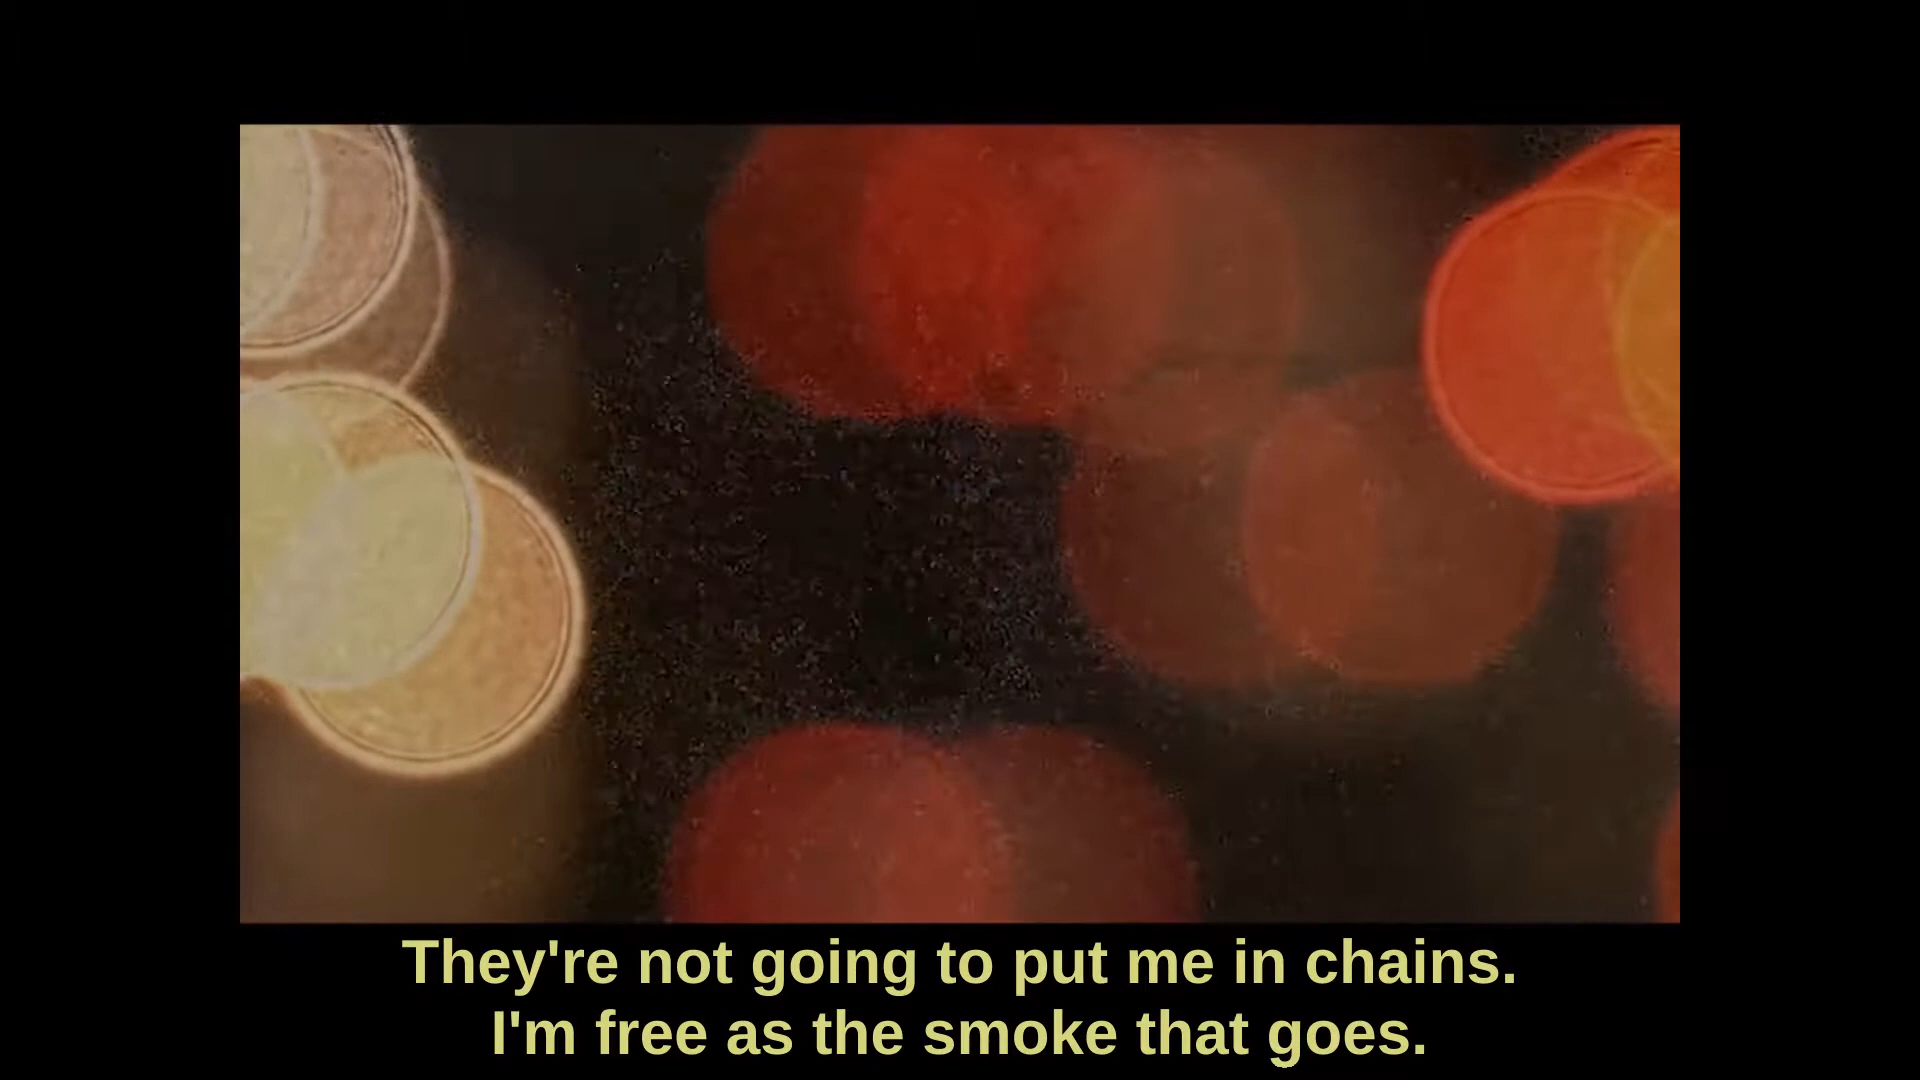 They're not going to put me in chains.
I'm free as the smoke that goes.